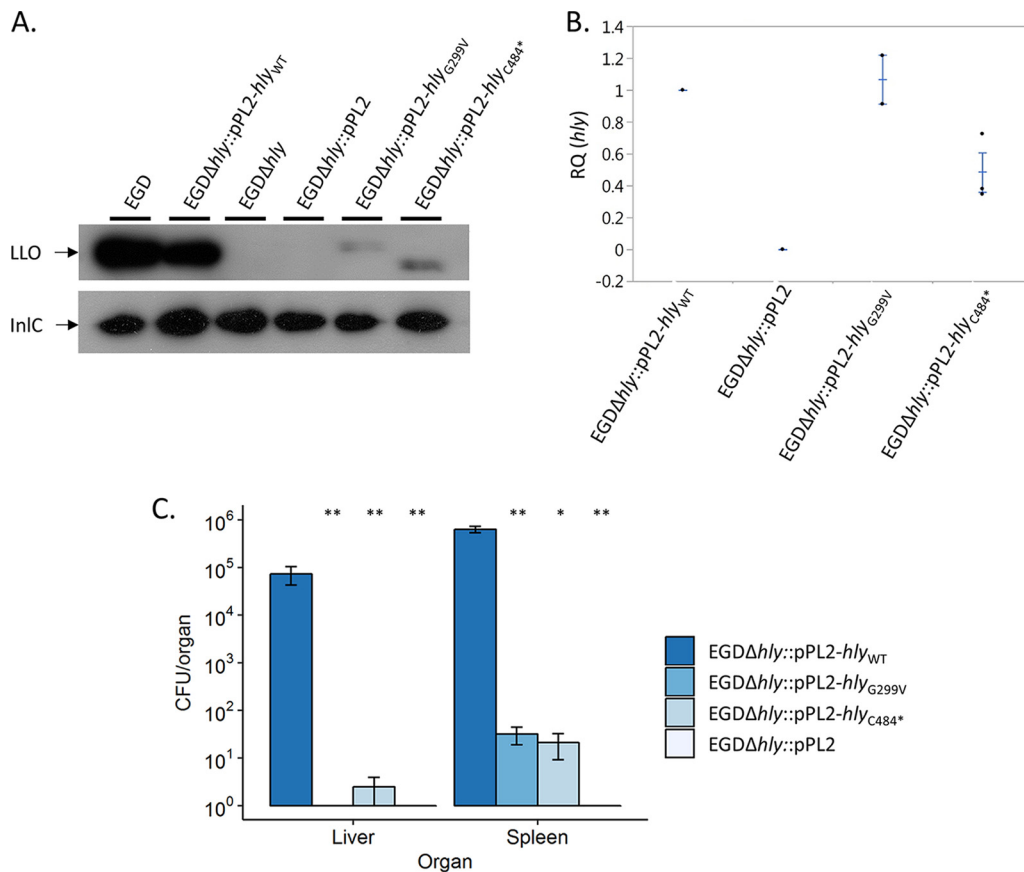 A.
EGD
EGDΔhly::pPL2-hlyWT
EGDΔhly
EGDΔhly::pPL2
EGDΔhly::pPL2-hlyG299V
EGDΔhly::pPL2-hlyC484*
LLO
InlC
B.
RQ (hly)
1.4
1.2
1
0.8
0.6
0.4
0.2
0
-0.2
EGDΔhly::pPL2-hlyWT
EGDΔhly::pPL2
EGDΔhly::pPL2-hlyG299V
EGDΔhly::pPL2-hlyC484*
C.
CFU/organ
10^6
10^5
10^4
10^3
10^2
10^1
10^0
** ** ** ** * **
Liver Spleen
Organ
EGDΔhly::pPL2-hlyWT
EGDΔhly::pPL2-hlyG299V
EGDΔhly::pPL2-hlyC484*
EGDΔhly::pPL2